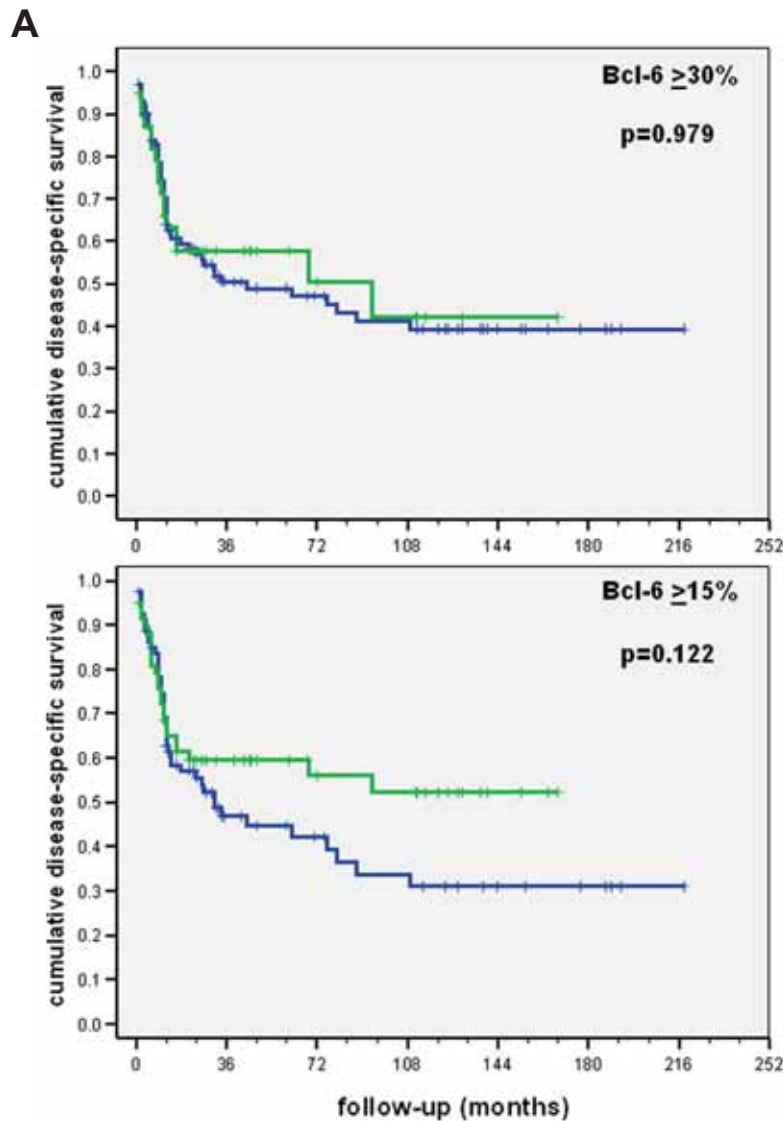 A
Bcl-6 ≥30%
p=0.979
cumulative disease-specific survival
1.0
0.9
0.8
0.7
0.6
0.5
0.4
0.3
0.2
0.1
0.0
0 36 72 108 144 180 216 252
Bcl-6 ≥15%
p=0.122
cumulative disease-specific survival
1.0
0.9
0.8
0.7
0.6
0.5
0.4
0.3
0.2
0.1
0.0
0 36 72 108 144 180 216 252
follow-up (months)